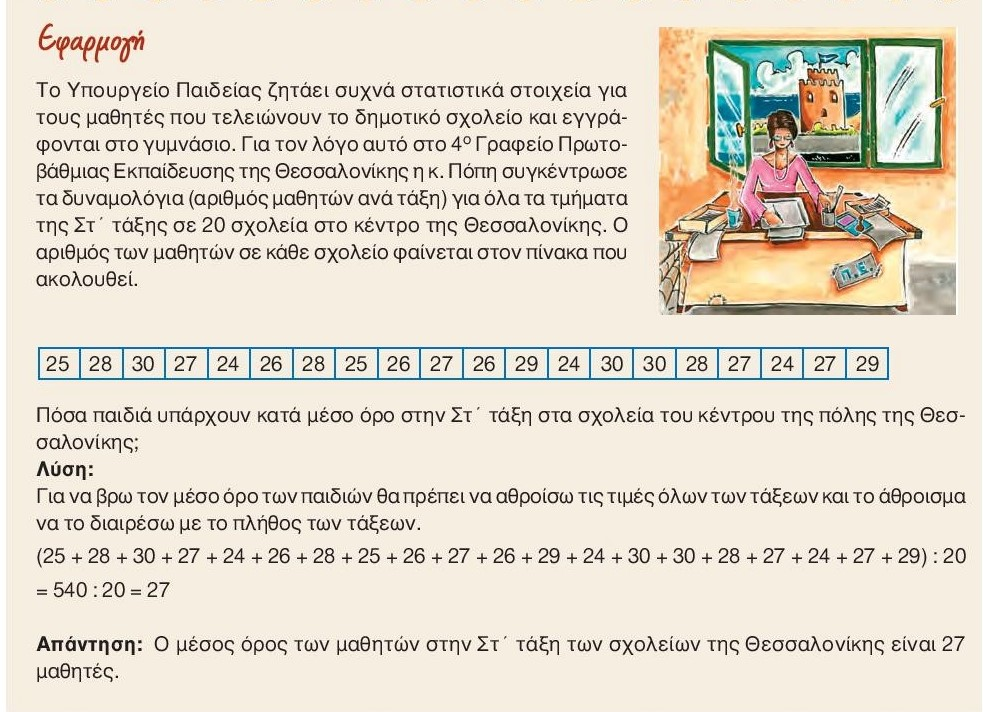 Εφαρμογή
Το Υπουργείο Παιδείας ζητάει συχνά στατιστικά στοιχεία για
τους μαθητές που τελειώνουν το δημοτικό σχολείο και εγγρά-
φονται στο γυμνάσιο. Για τον λόγο αυτό στο 4ο Γραφείο Πρωτο-
βάθμιας Εκπαίδευσης της Θεσσαλονίκης η κ. Πόπη συγκέντρωσε
τα δυναμολόγια (αριθμός μαθητών ανά τάξη) για όλα τα τμήματα
της Στ΄ τάξης σε 20 σχολεία στο κέντρο της Θεσσαλονίκης. Ο
αριθμός των μαθητών σε κάθε σχολείο φαίνεται στον πίνακα που
ακολουθεί.
Π.Ε.
25 28 30 27 24 26 28 25 26 27 26 29 24 30 30 28 27 24 27 29
Πόσα παιδιά υπάρχουν κατά μέσο όρο στην Στ΄ τάξη στα σχολεία του κέντρου της πόλης της Θεσ-
σαλονίκης;
Λύση:
Για να βρω τον μέσο όρο των παιδιών θα πρέπει να αθροίσω τις τιμές όλων των τάξεων και το άθροισμα
να το διαιρέσω με το πλήθος των τάξεων.
(25 + 28 + 30 + 27 + 24 + 26 + 28 + 25 + 26 + 27 + 26 + 29 + 24 + 30 + 30 + 28 + 27 + 24 + 27 + 29) : 20
= 540 : 20 = 27
Απάντηση: Ο μέσος όρος των μαθητών στην Στ΄ τάξη των σχολείων της Θεσσαλονίκης είναι 27
μαθητές.